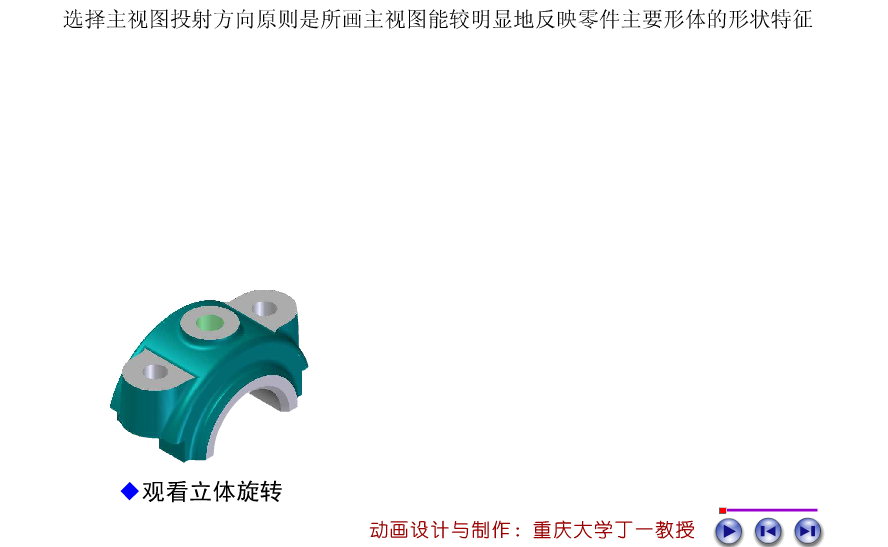 选择主视图投射方向原则是所画主视图能较明显地反映零件主要形体的形状特征
◆观看立体旋转
动画设计与制作：重庆大学丁一教授